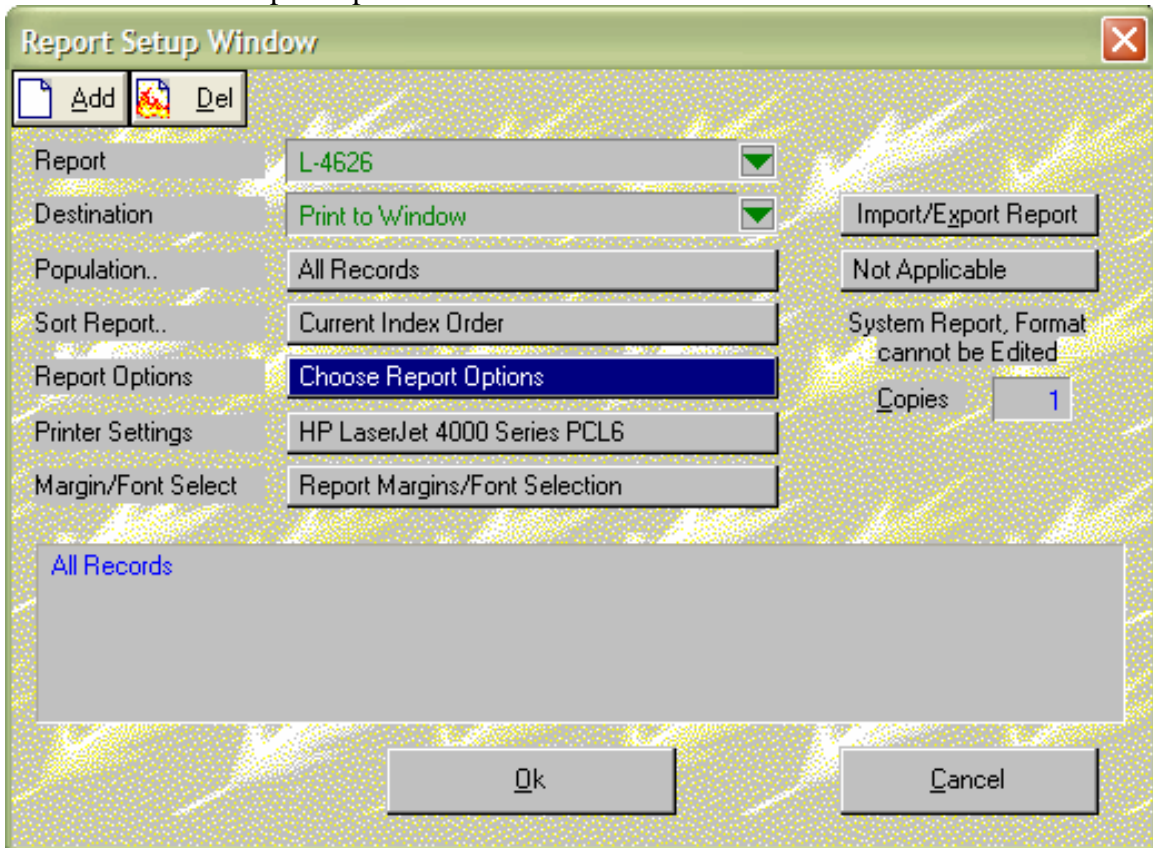 Report Setup Window
Add Del
Report L-4626
Destination Print to Window Import/Export Report
Population.. All Records Not Applicable
Sort Report.. Current Index Order System Report, Format
cannot be Edited
Report Options Choose Report Options
Copies 1
Printer Settings HP LaserJet 4000 Series PCL6
Margin/Font Select Report Margins/Font Selection
All Records
Ok Cancel